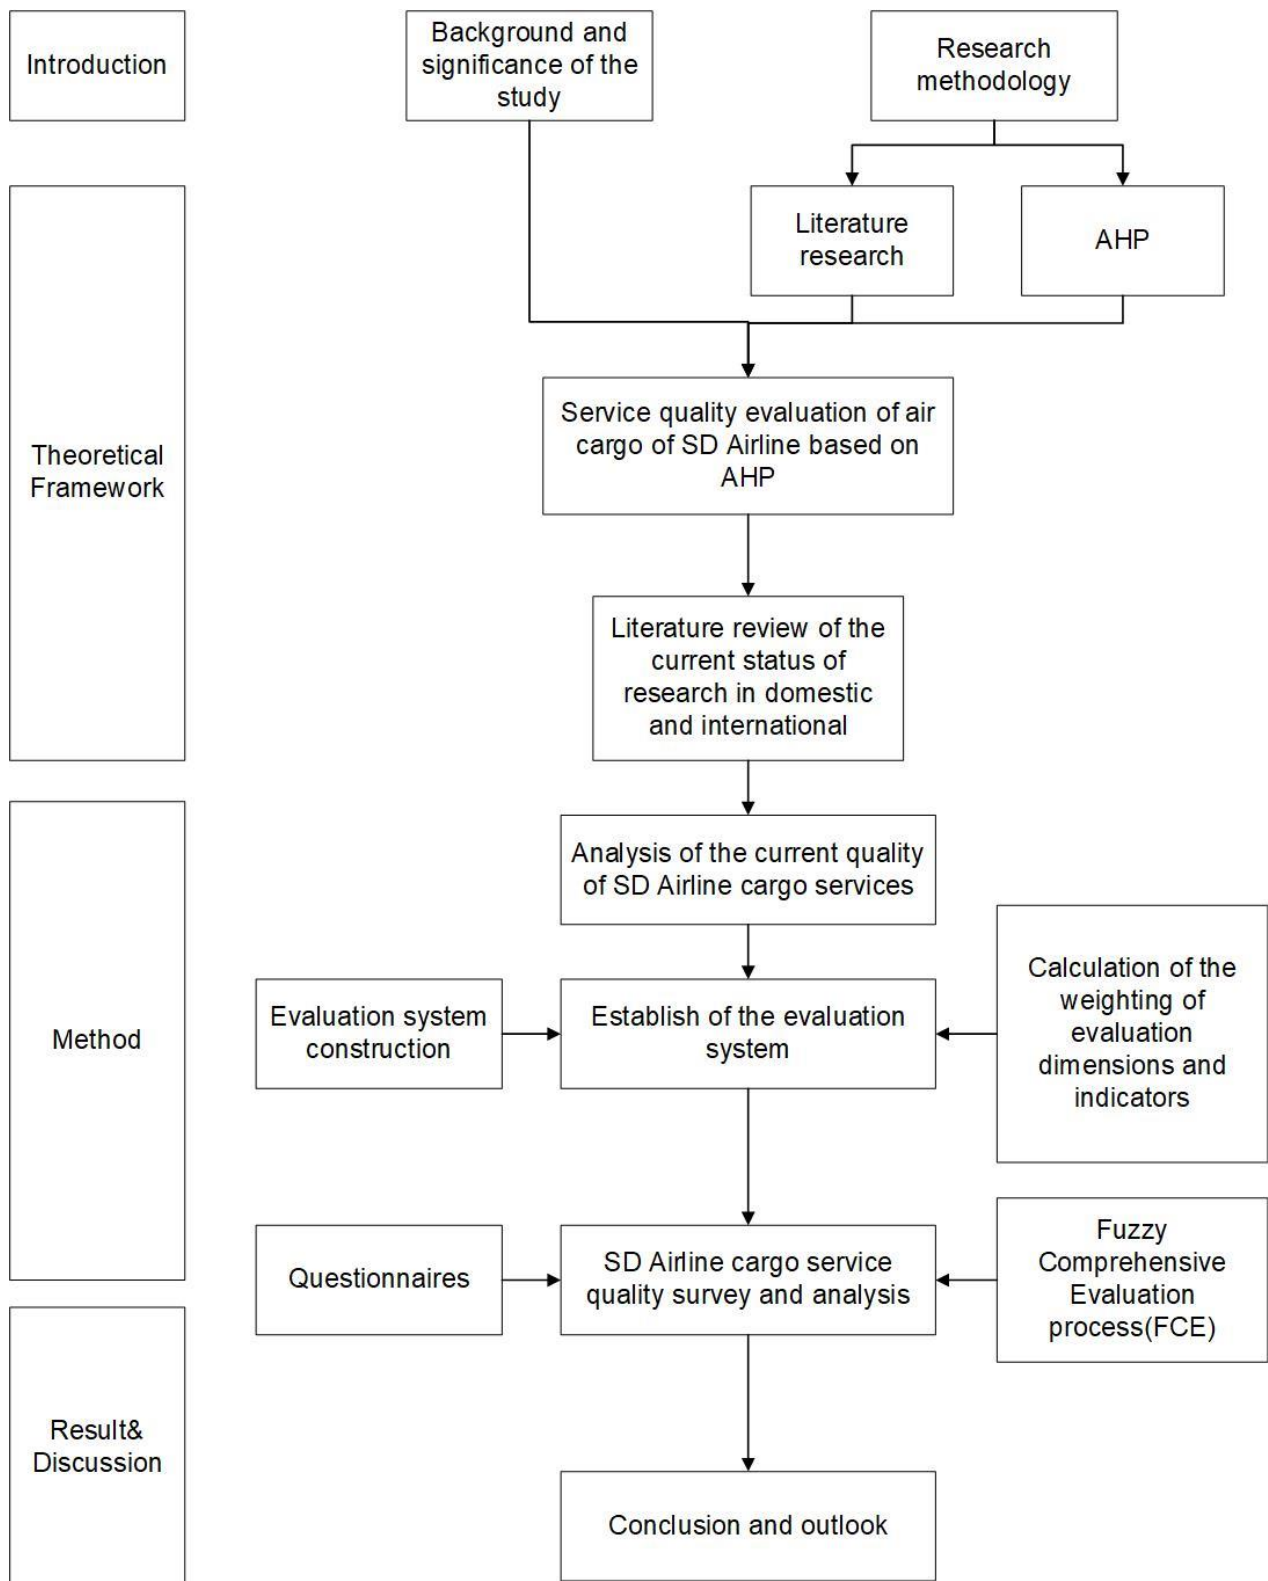 Introduction
Background and
significance of the
study
Research
methodology
Literature
research
AHP
Theoretical
Framework
Service quality evaluation of air
cargo of SD Airline based on
AHP
Literature review of the
current status of
research in domestic
and international
Method
Analysis of the current quality
of SD Airline cargo services
Evaluation system
construction
Establish of the evaluation
system
Calculation of the
weighting of
evaluation
dimensions and
indicators
Questionnaires
SD Airline cargo service
quality survey and analysis
Fuzzy
Comprehensive
Evaluation
process(FCE)
Result&
Discussion
Conclusion and outlook